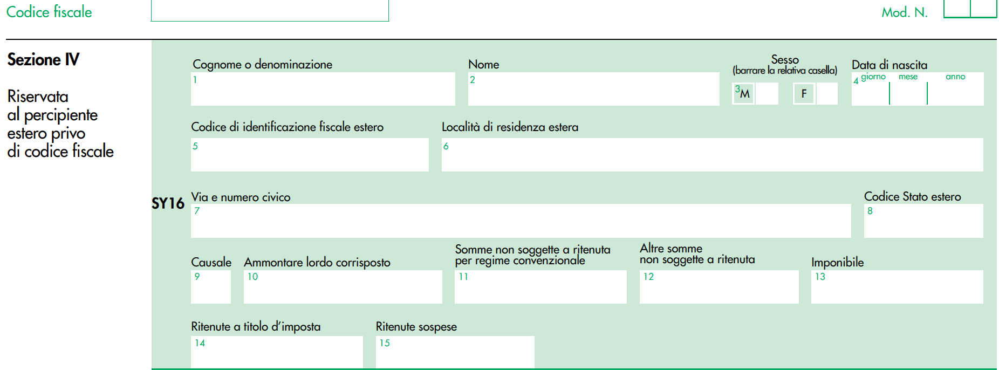 Codice fiscale
Mod. N.
Sezione IV
Riservata
al percipiente
estero privo
di codice fiscale
SY16
Cognome o denominazione
1
Nome
2
Sesso
(barrare la relativa casella)
3 M F
Data di nascita
4 giorno mese anno
Codice di identificazione fiscale estero
5
Località di residenza estera
6
Via e numero civico
7
Codice Stato estero
8
Causale
9
Ammontare lordo corrisposto
10
Somme non soggette a ritenuta
per regime convenzionale
11
Altre somme
non soggette a ritenuta
12
Imponibile
13
Ritenute a titolo d'imposta
14
Ritenute sospese
15